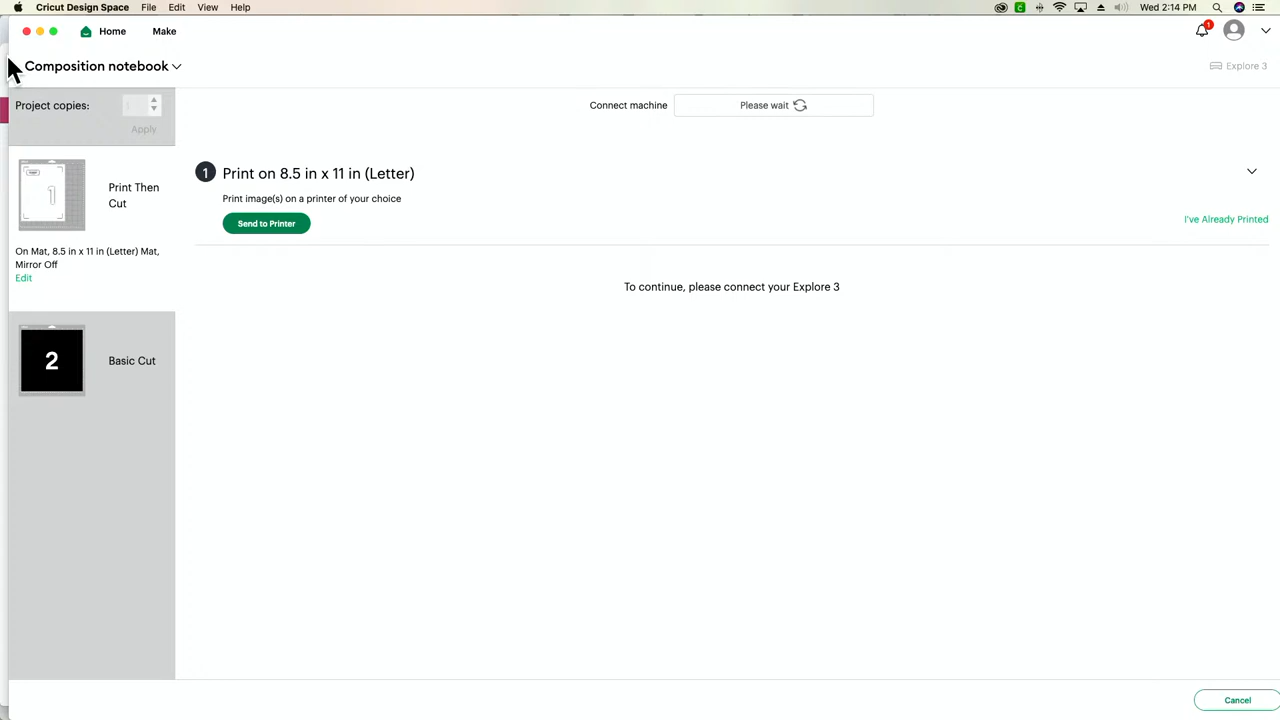 Cricut Design Space File Edit View Help
Wed 2:14 PM
Home Make
1
Composition notebook
Explore 3
Project copies:
Apply
Connect machine
Please wait
Print Then
Cut
On Mat, 8.5 in x 11 in (Letter) Mat,
Mirror Off
Edit
2
Basic Cut
1
Print on 8.5 in x 11 in (Letter)
Print image(s) on a printer of your choice
Send to Printer
I've Already Printed
To continue, please connect your Explore 3
Cancel